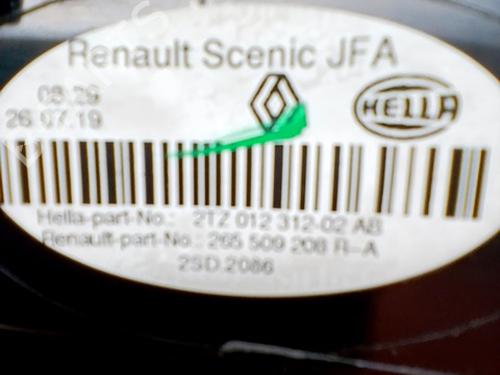 Renault Scenic JFA
08:29
26.07.19
HELLA
Hella-part-No.: 2TZ 012 312-02 AB
Renault-part-No.: 265 509 208 R-A
2SD.2086